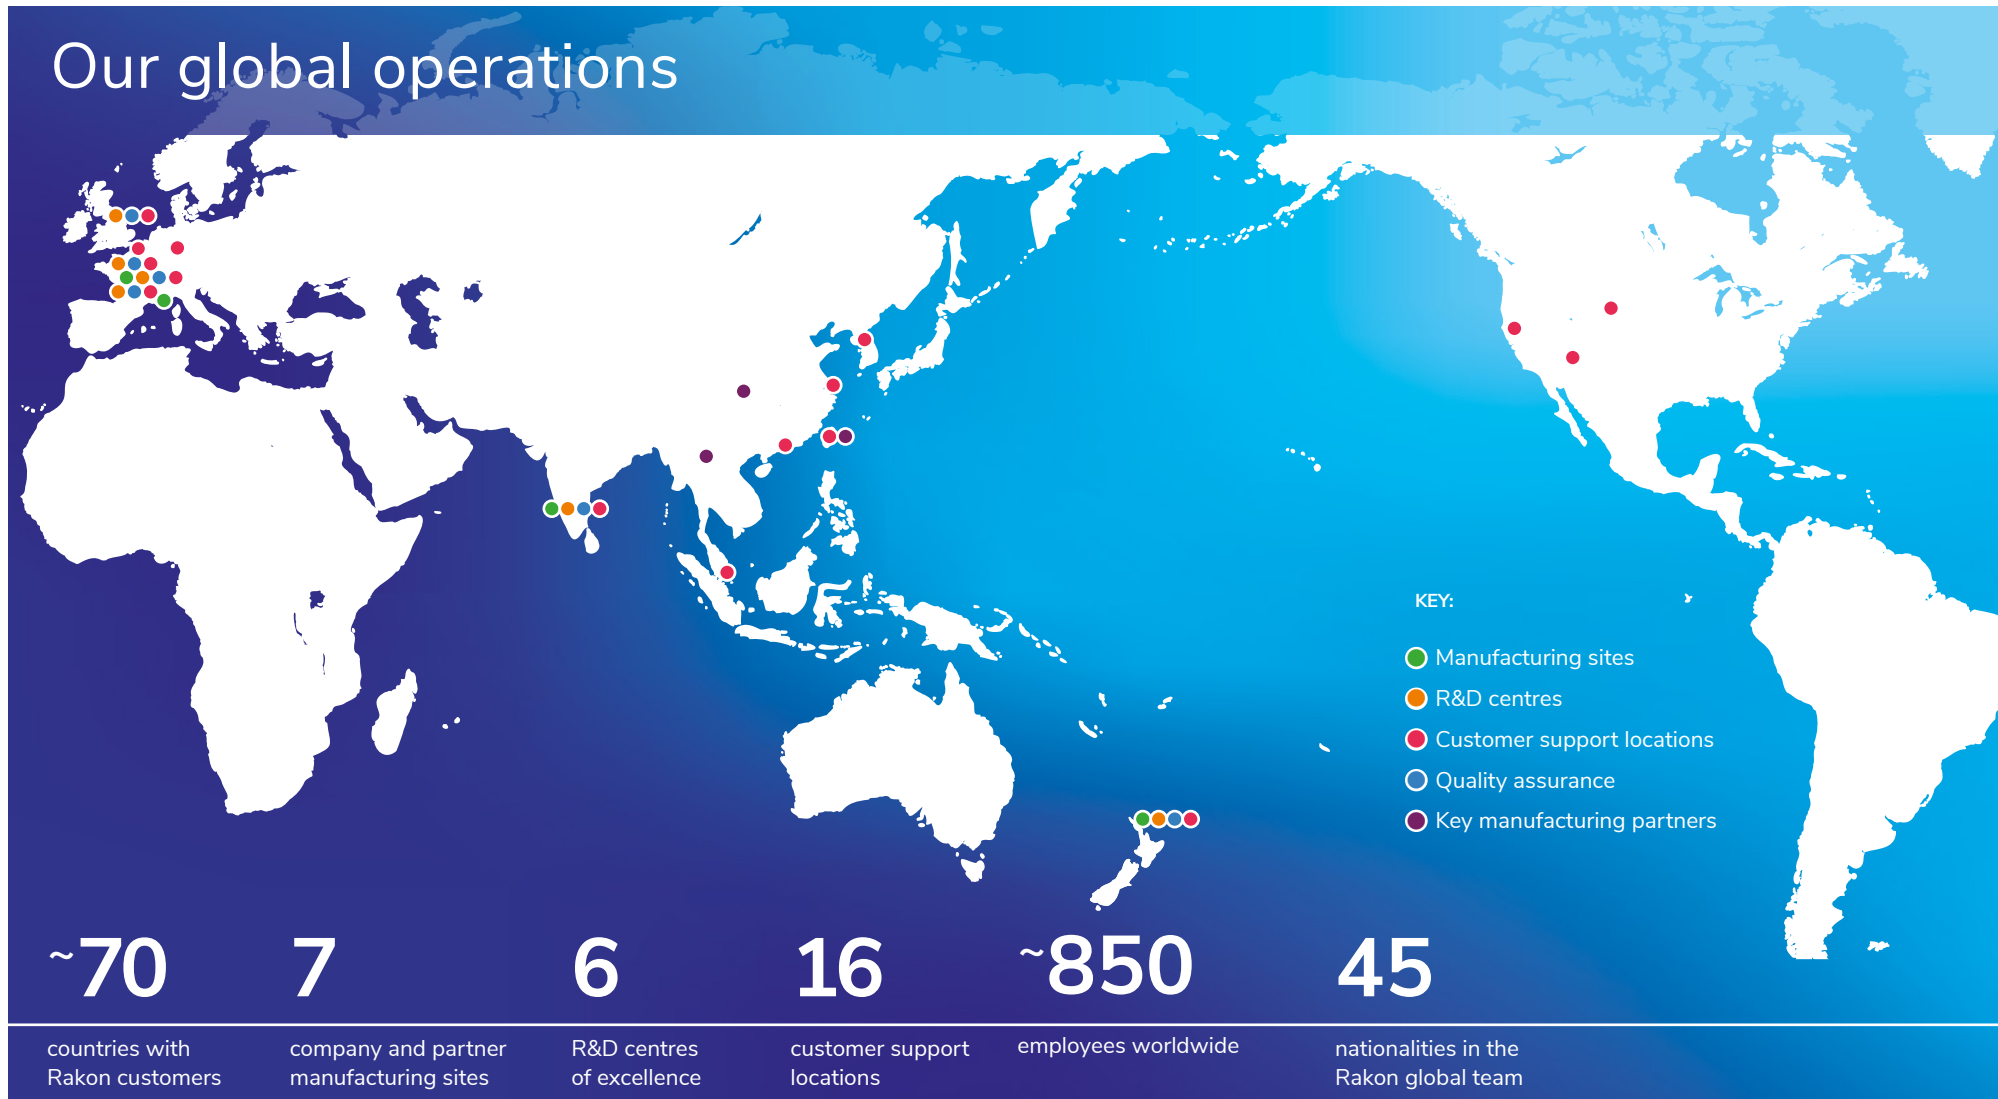 Our global operations
KEY:
Manufacturing sites
R&D centres
Customer support locations
Quality assurance
Key manufacturing partners
~70
countries with
Rakon customers
7
company and partner
manufacturing sites
6
R&D centres
of excellence
16
customer support
locations
~850
employees worldwide
45
nationalities in the
Rakon global team